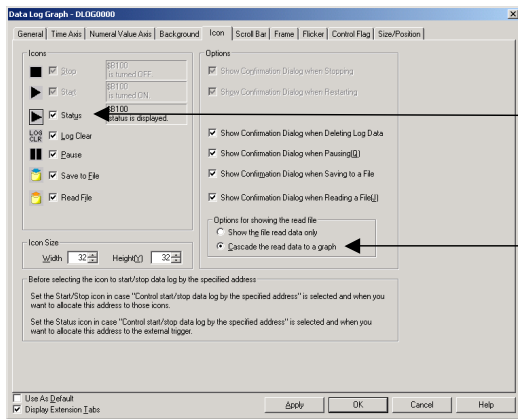 Data Log Graph - DLOG0000
General Time Axis Numeral Value Axis Background Icon Scroll Bar Frame Flicker Control Flag Size/Position
Icons
Stop
$B100
is turned OFF.
Start
$B100
is turned ON.
Status
$B100
status is displayed.
LOG
CLR
Log Clear
Pause
Save to File
Read File
Icon Size
Width 32 Height(Y) 32
Options
Show Confirmation Dialog when Stopping
Show Confirmation Dialog when Restarting
Show Confirmation Dialog when Deleting Log Data
Show Confirmation Dialog when Pausing(Q)
Show Confirmation Dialog when Saving to a File
Show Confirmation Dialog when Reading a File(J)
Options for showing the read file
Show the file read data only
Cascade the read data to a graph
Before selecting the icon to start/stop data log by the specified address
Set the Start/Stop icon in case "Control start/stop data log by the specified address" is selected and when you
want to allocate this address to those icons.
Set the Status icon in case "Control start/stop data log by the specified address" is selected and when you
want to allocate this address to the external trigger.
Use As Default
Display Extension Tabs
Apply OK Cancel Help